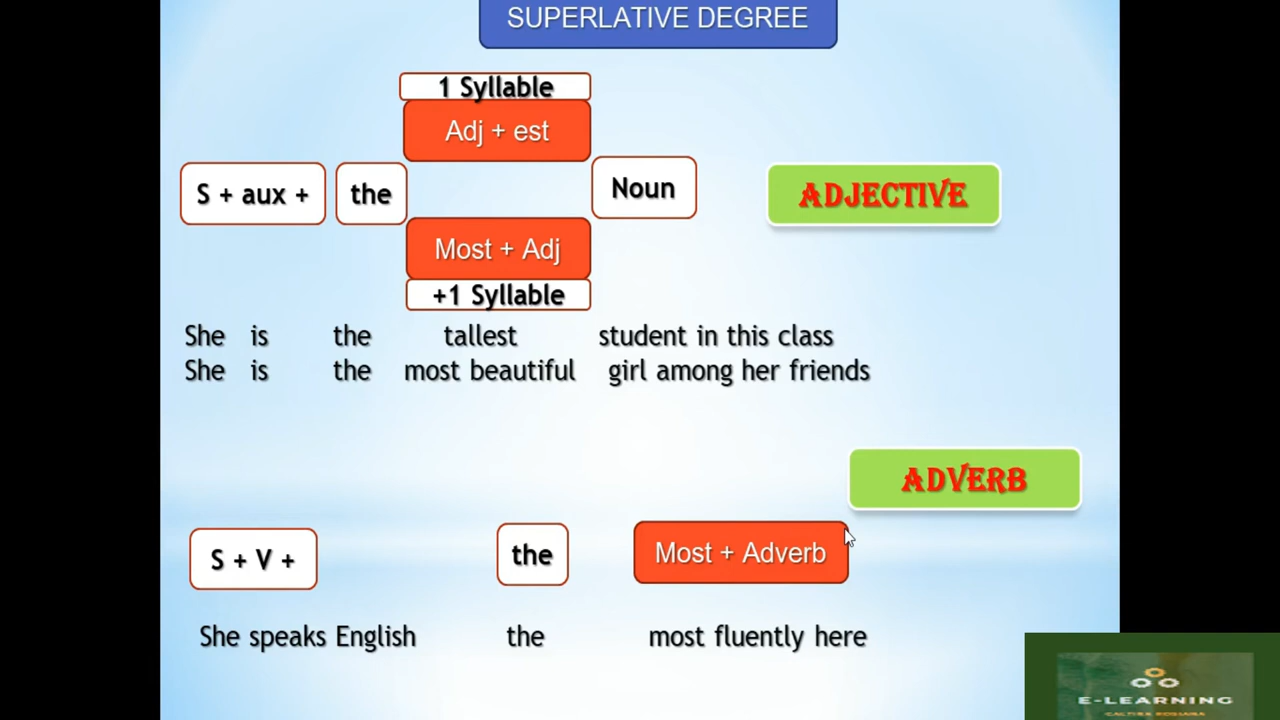 SUPERLATIVE DEGREE
1 Syllable
Adj + est
S + aux + the Noun ADJECTIVE
Most + Adj
+1 Syllable
She is the tallest student in this class
She is the most beautiful girl among her friends
ADVERB
S + V + the Most + Adverb
She speaks English the most fluently here
E-LEARNING